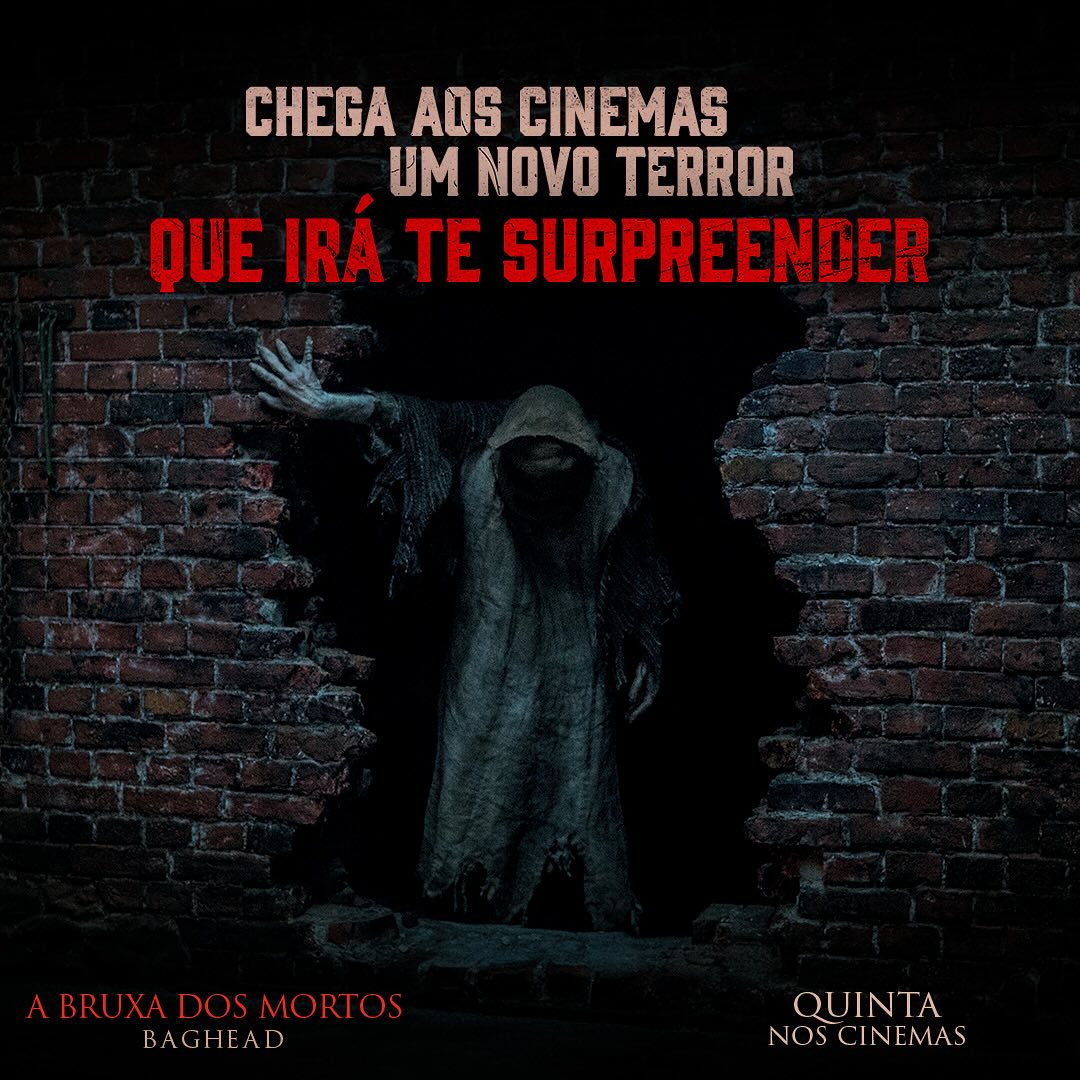 CHEGA AOS CINEMAS
UM NOVO TERROR
QUE IRÁ TE SURPREENDER
A BRUXA DOS MORTOS
BAGHEAD
QUINTA
NOS CINEMAS